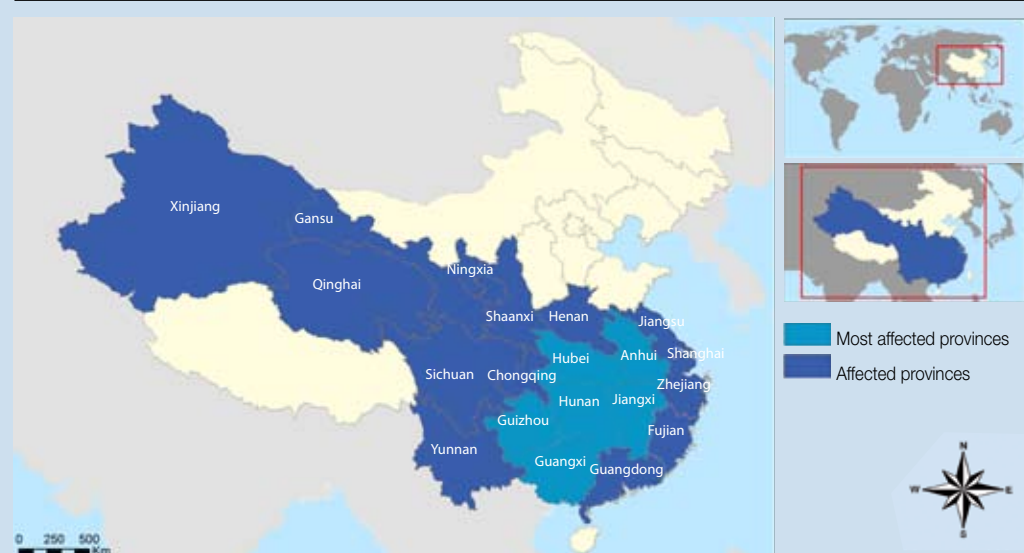 Xinjiang
Gansu
Qinghai
Ningxia
Shaanxi
Henan
Jiangsu
Hubei
Anhui
Shanghai
Sichuan
Chongqing
Zhejiang
Hunan
Jiangxi
Guizhou
Fujian
Yunnan
Guangxi
Guangdong
0 250 500
Km
Most affected provinces
Affected provinces
N
W
E
S